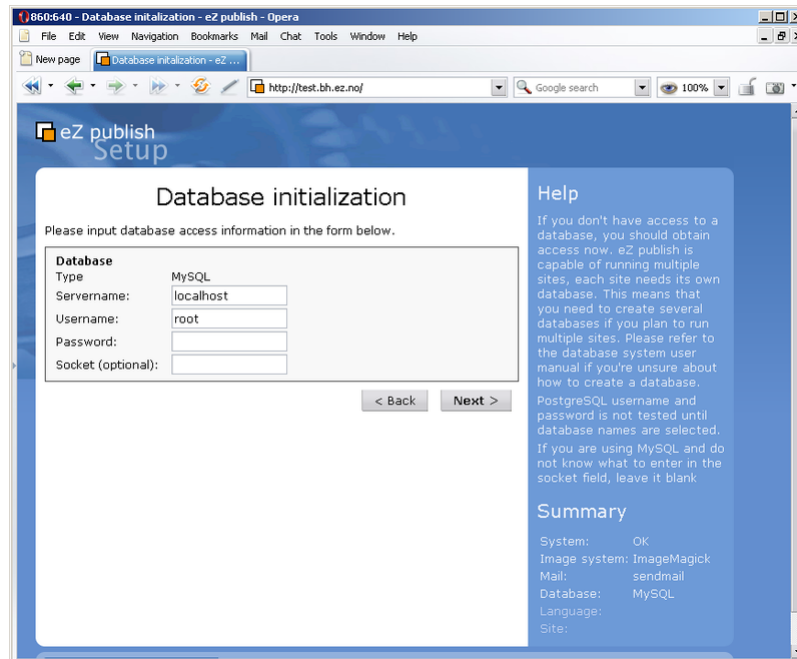 860:640 - Database initalization - eZ publish - Opera
File Edit View Navigation Bookmarks Mail Chat Tools Window Help
New page Database initalization - eZ ...
http://test.bh.ez.no/ Google search 100%
eZ publish
Setup
Database initialization
Please input database access information in the form below.
Database
Type MySQL
Servername: localhost
Username: root
Password:
Socket (optional):
< Back Next >
Help
If you don't have access to a
database, you should obtain
access now. eZ publish is
capable of running multiple
sites, each site needs its own
database. This means that
you need to create several
databases if you plan to run
multiple sites. Please refer to
the database system user
manual if you're unsure about
how to create a database.
PostgreSQL username and
password is not tested until
database names are selected.
If you are using MySQL and do
not know what to enter in the
socket field, leave it blank
Summary
System: OK
Image system: ImageMagick
Mail: sendmail
Database: MySQL
Language:
Site: